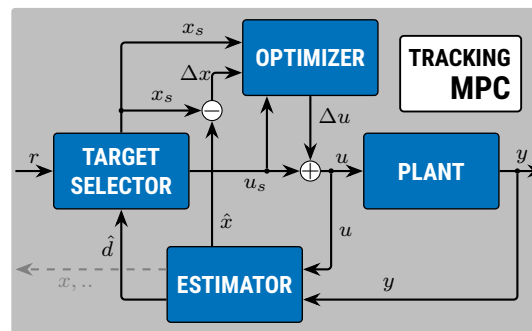 x_s
OPTIMIZER
TRACKING
MPC
Δx
x_s
Δu
r
TARGET
SELECTOR
u_s
u
PLANT
y
d̂
x̂
u
x, ..
ESTIMATOR
y